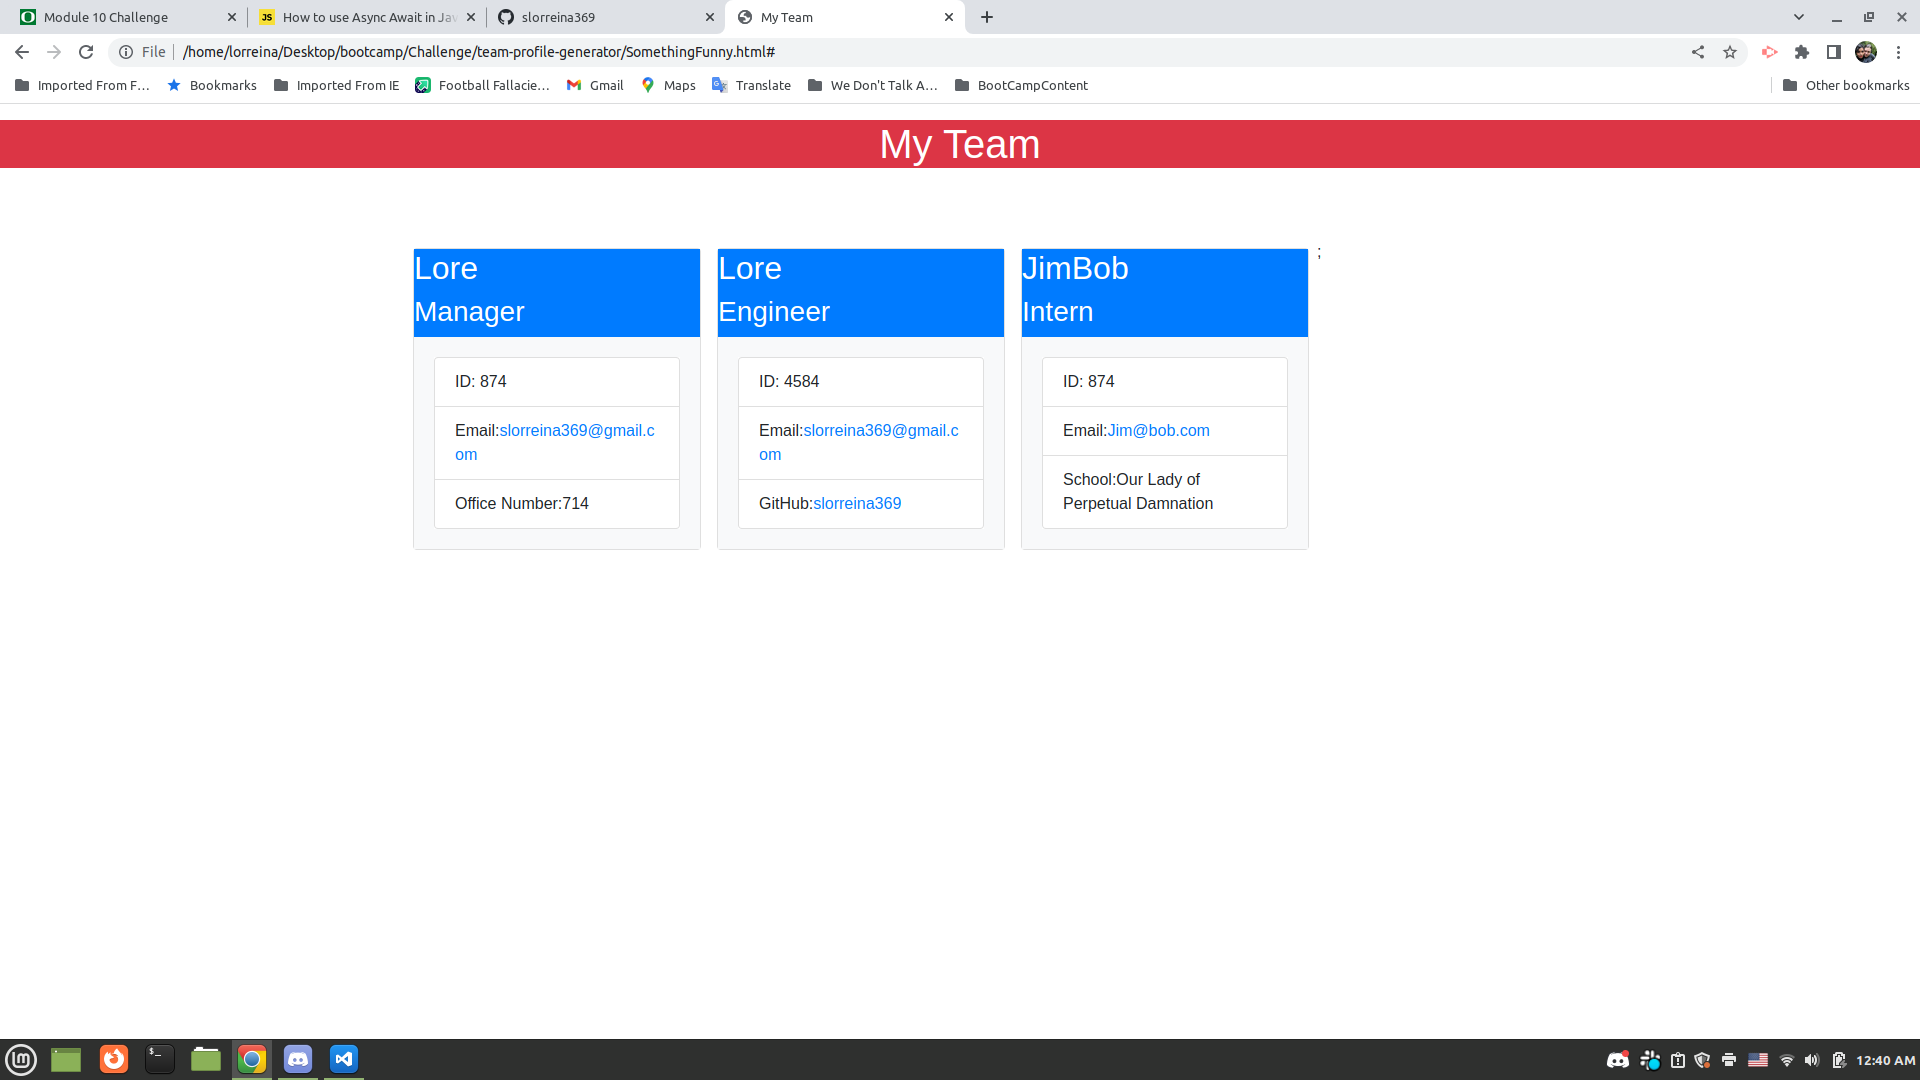 Module 10 Challenge
How to use Async Await in Jav
slorreina369
My Team
File
/home/lorreina/Desktop/bootcamp/Challenge/team-profile-generator/SomethingFunny.html#
Imported From F…
Bookmarks
Imported From IE
Football Fallacie…
Gmail
Maps
Translate
We Don't Talk A…
BootCampContent
Other bookmarks
My Team
Lore
Manager
ID: 874
Email:slorreina369@gmail.c
om
Office Number:714
Lore
Engineer
ID: 4584
Email:slorreina369@gmail.c
om
GitHub:slorreina369
JimBob
Intern
ID: 874
Email:Jim@bob.com
School:Our Lady of
Perpetual Damnation
;
12:40 AM